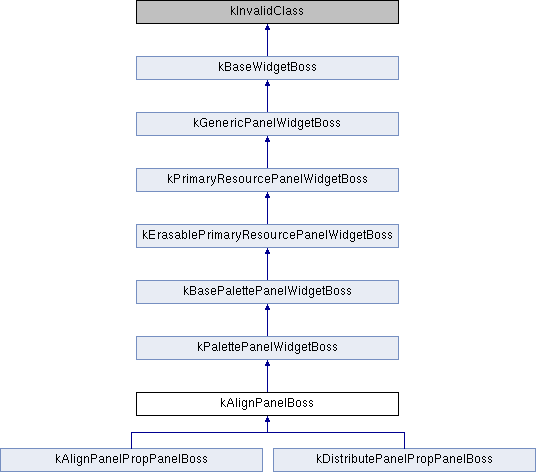 kInvalidClass
kBaseWidgetBoss
kGenericPanelWidgetBoss
kPrimaryResourcePanelWidgetBoss
kErasablePrimaryResourcePanelWidgetBoss
kBasePalettePanelWidgetBoss
kPalettePanelWidgetBoss
kAlignPanelBoss
kAlignPanelPropPanelBoss
kDistributePanelPropPanelBoss